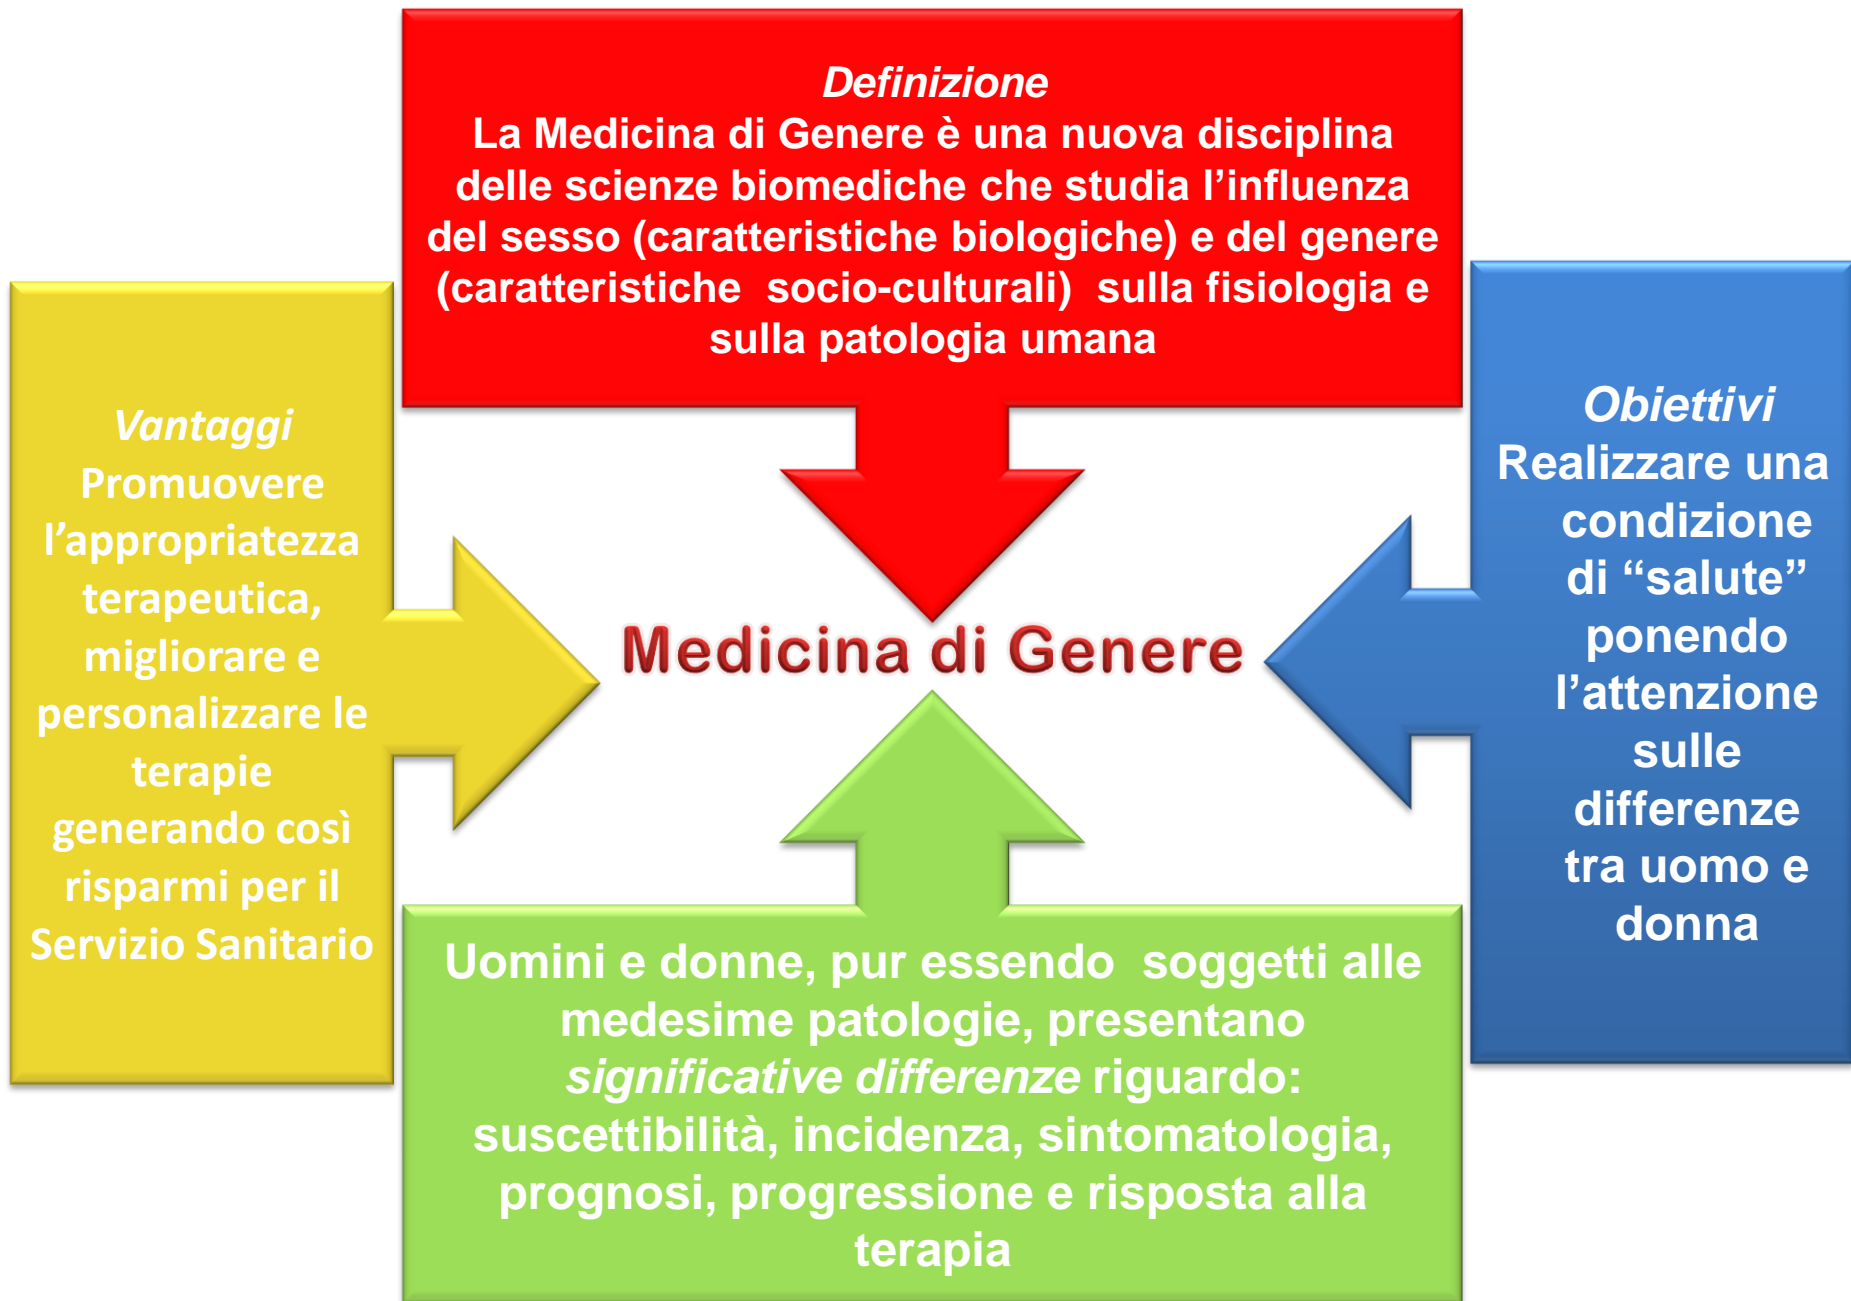 Definizione
La Medicina di Genere è una nuova disciplina
delle scienze biomediche che studia l’influenza
del sesso (caratteristiche biologiche) e del genere
(caratteristiche socio-culturali) sulla fisiologia e
sulla patologia umana
Vantaggi
Promuovere
l’appropriatezza
terapeutica,
migliorare e
personalizzare le
terapie
generando così
risparmi per il
Servizio Sanitario
Medicina di Genere
Obiettivi
Realizzare una
condizione
di “salute”
ponendo
l’attenzione
sulle
differenze
tra uomo e
donna
Uomini e donne, pur essendo soggetti alle
medesime patologie, presentano
significative differenze riguardo:
suscettibilità, incidenza, sintomatologia,
prognosi, progressione e risposta alla
terapia